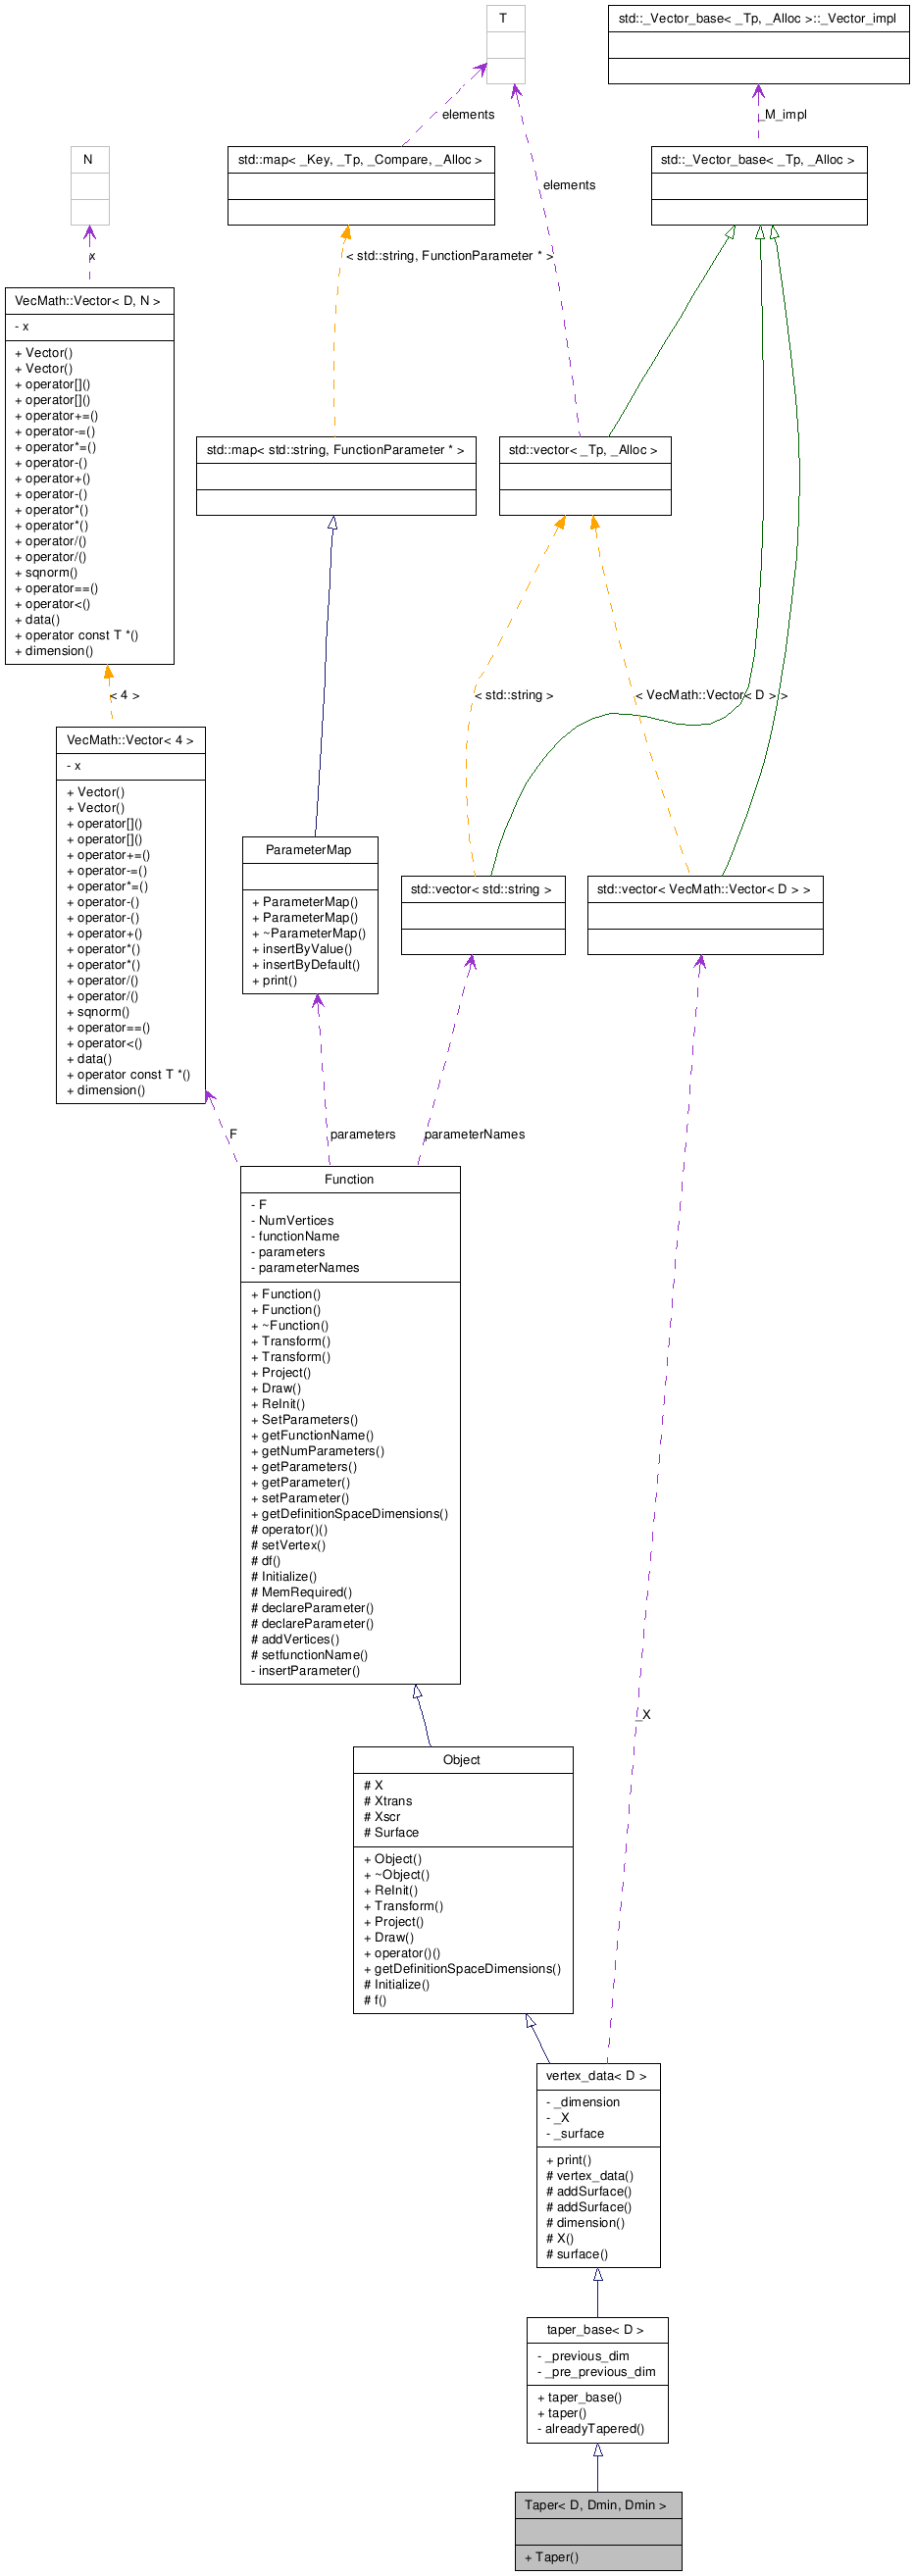 T
std::_Vector_base< _Tp, _Alloc >::_Vector_impl
elements
_M_impl
N
std::map< _Key, _Tp, _Compare, _Alloc >
std::_Vector_base< _Tp, _Alloc >
elements
x
< std::string, FunctionParameter * >
VecMath::Vector< D, N >
- x
+ Vector()
+ Vector()
+ operator[]()
+ operator[]()
+ operator+=()
+ operator-=()
+ operator*=()
+ operator-()
+ operator+()
+ operator-()
+ operator*()
+ operator*()
+ operator/()
+ operator/()
+ sqnorm()
+ operator==()
+ operator<()
+ data()
+ operator const T *()
+ dimension()
std::map< std::string, FunctionParameter * >
std::vector< _Tp, _Alloc >
< 4 >
< std::string >
< VecMath::Vector< D > >
VecMath::Vector< 4 >
- x
+ Vector()
+ Vector()
+ operator[]()
+ operator[]()
+ operator+=()
+ operator-=()
+ operator*=()
+ operator-()
+ operator-()
+ operator+()
+ operator*()
+ operator*()
+ operator/()
+ operator/()
+ sqnorm()
+ operator==()
+ operator<()
+ data()
+ operator const T *()
+ dimension()
ParameterMap
+ ParameterMap()
+ ParameterMap()
+ ~ParameterMap()
+ insertByValue()
+ insertByDefault()
+ print()
std::vector< std::string >
std::vector< VecMath::Vector< D > >
F
parameters
parameterNames
Function
- F
- NumVertices
- functionName
- parameters
- parameterNames
+ Function()
+ Function()
+ ~Function()
+ Transform()
+ Transform()
+ Project()
+ Draw()
+ ReInit()
+ SetParameters()
+ getFunctionName()
+ getNumParameters()
+ getParameters()
+ getParameter()
+ setParameter()
+ getDefinitionSpaceDimensions()
# operator()()
# setVertex()
# df()
# Initialize()
# MemRequired()
# declareParameter()
# declareParameter()
# addVertices()
# setfunctionName()
- insertParameter()
_X
Object
# X
# Xtrans
# Xscr
# Surface
+ Object()
+ ~Object()
+ ReInit()
+ Transform()
+ Project()
+ Draw()
+ operator()()
+ getDefinitionSpaceDimensions()
# Initialize()
# f()
vertex_data< D >
- _dimension
- _X
- _surface
+ print()
# vertex_data()
# addSurface()
# addSurface()
# dimension()
# X()
# surface()
taper_base< D >
- _previous_dim
- _pre_previous_dim
+ taper_base()
+ taper()
- alreadyTapered()
Taper< D, Dmin, Dmin >
+ Taper()